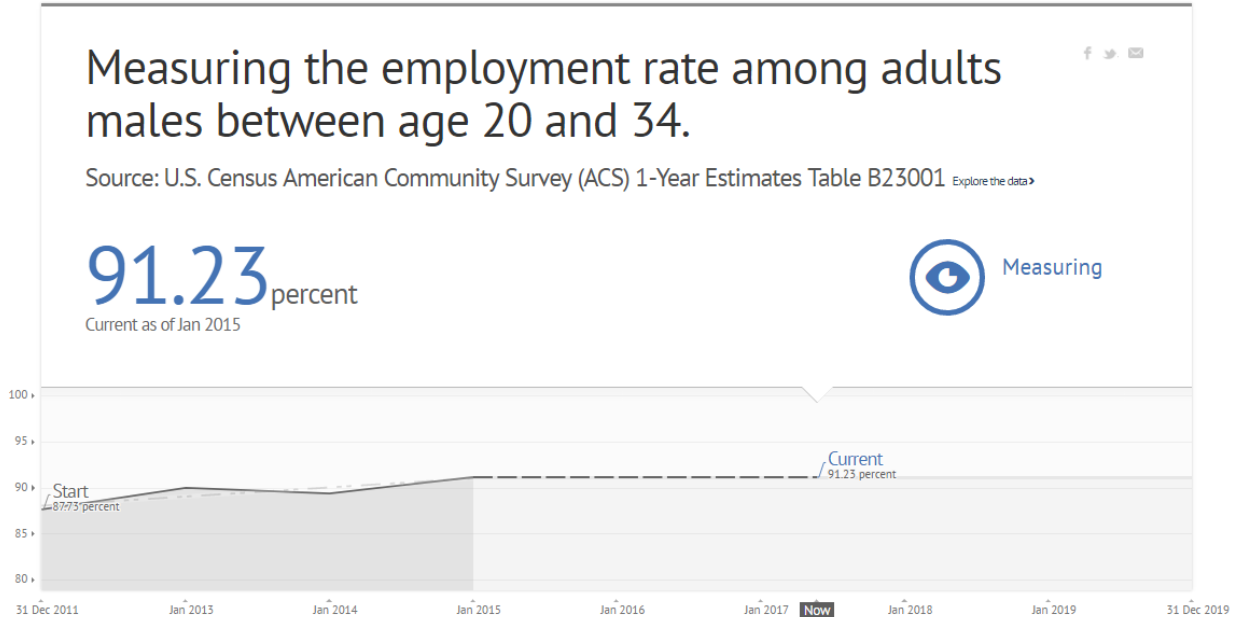 Measuring the employment rate among adults
males between age 20 and 34.
Source: U.S. Census American Community Survey (ACS) 1-Year Estimates Table B23001 Explore the data
91.23 percent
Current as of Jan 2015
Measuring
100
95
90
85
80
Start
87.73 percent
Current
91.23 percent
31 Dec 2011 Jan 2013 Jan 2014 Jan 2015 Jan 2016 Jan 2017 Now Jan 2018 Jan 2019 31 Dec 2019